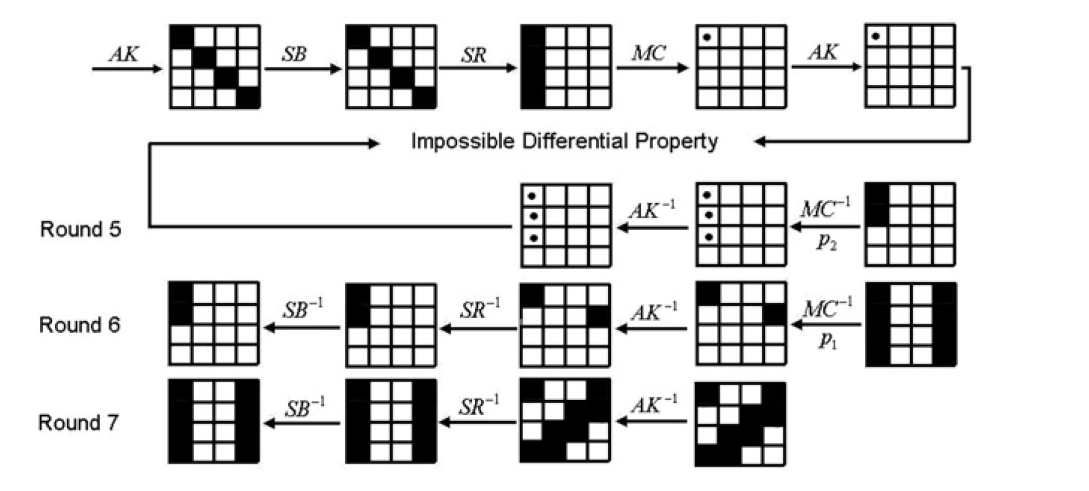 AK SB SR MC AK
Impossible Differential Property
Round 5 AK⁻¹ MC⁻¹
p₂
Round 6 SB⁻¹ SR⁻¹ AK⁻¹ MC⁻¹
p₁
Round 7 SB⁻¹ SR⁻¹ AK⁻¹